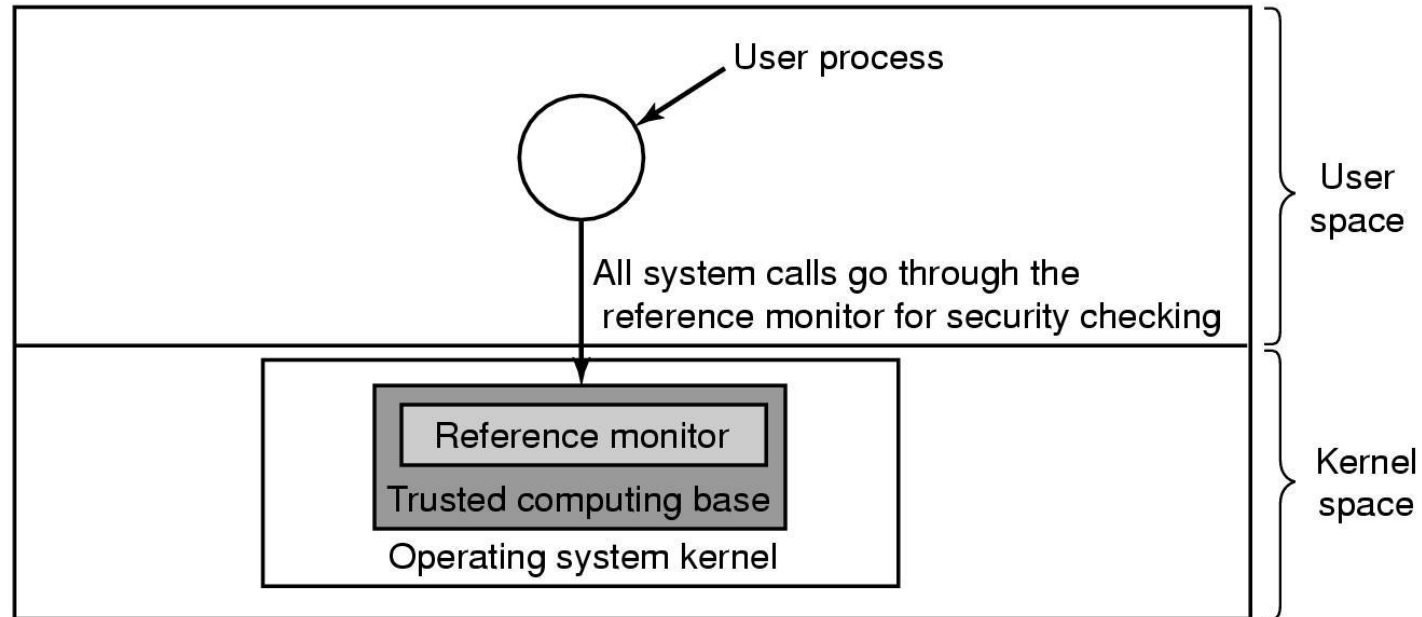 User process
User
space
All system calls go through the
reference monitor for security checking
Reference monitor
Trusted computing base
Operating system kernel
Kernel
space